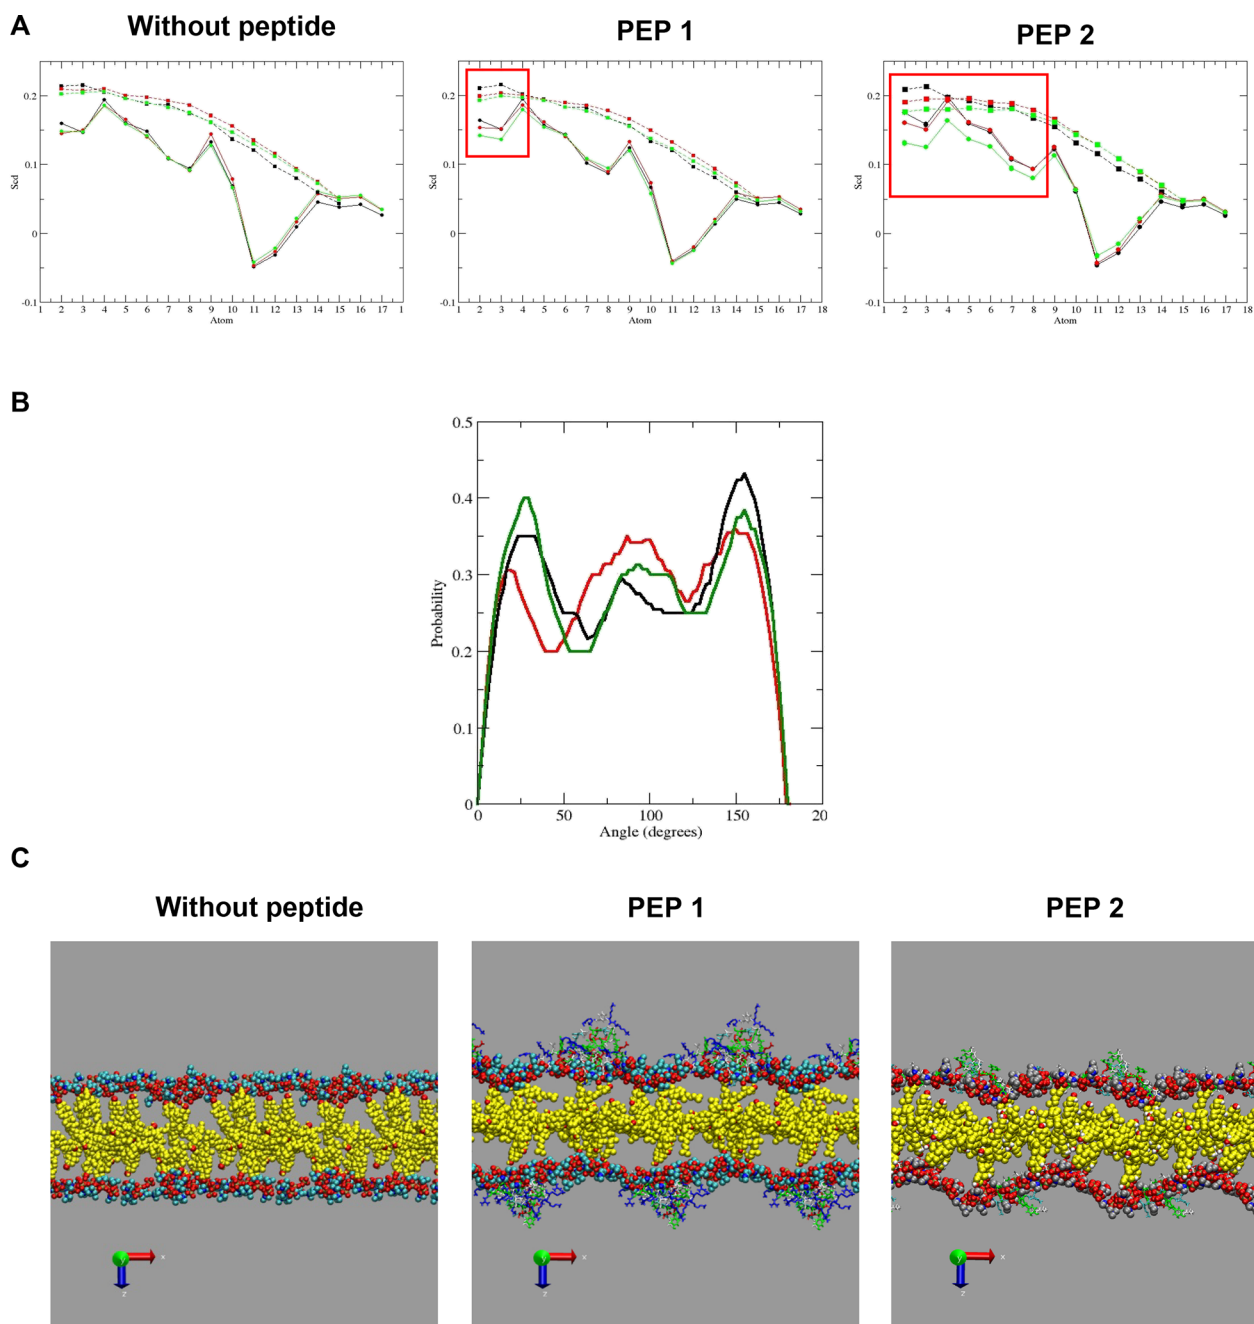 A
Without peptide
PEP 1
PEP 2
0.2
0.1
0
-0.1
Scd
1 2 3 4 5 6 7 8 9 10 11 12 13 14 15 16 17 1
Atom
0.2
0.1
0
-0.1
Scd
1 2 3 4 5 6 7 8 9 10 11 12 13 14 15 16 17 18
Atom
0.2
0.1
0
-0.1
Scd
1 2 3 4 5 6 7 8 9 10 11 12 13 14 15 16 17 18
Atom
B
0.5
0.4
0.3
0.2
0.1
0
Probability
0 50 100 150 20
Angle (degrees)
C
Without peptide
PEP 1
PEP 2
Y X
Z
Y X
Z
Y X
Z